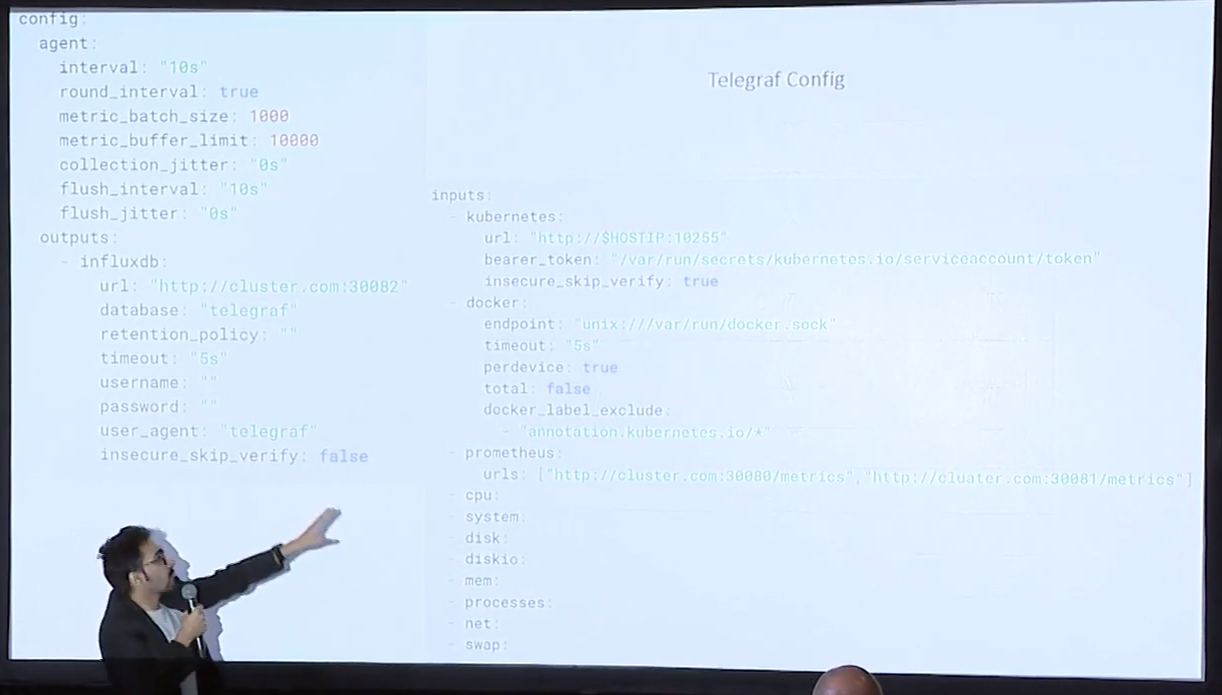 config:
agent:
interval: "10s"
round_interval: true
metric_batch_size: 1000
metric_buffer_limit: 10000
collection_jitter: "0s"
flush_interval: "10s"
flush_jitter: "0s"
outputs:
- influxdb:
url: "http://cluster.com:30082"
database: "telegraf"
retention_policy: ""
timeout: "5s"
username: ""
password: ""
user_agent: "telegraf"
insecure_skip_verify: false
Telegraf Config
inputs:
- kubernetes:
url: "http://$HOSTIP:10255"
bearer_token: "/var/run/secrets/kubernetes.io/serviceaccount/token"
insecure_skip_verify: true
- docker:
endpoint: "unix:///var/run/docker.sock"
timeout: "5s"
perdevice: true
total: false
docker_label_exclude:
- "annotation.kubernetes.io/*"
- prometheus:
urls: ["http://cluster.com:30080/metrics","http://cluater.com:30081/metrics"]
- cpu:
- system:
- disk:
- diskio:
- mem:
- processes:
- net:
- swap: